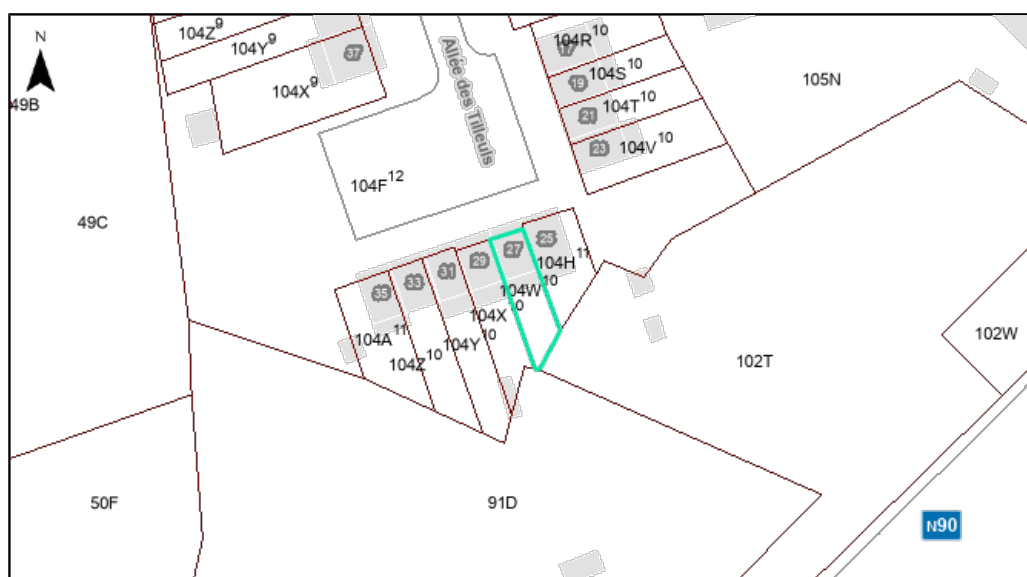 N
104Z⁹
104Y⁹
37
104X⁹
49B
Allée des Tilleuls
104R¹⁰
17
104S¹⁰
19
104T¹⁰
21
104V¹⁰
23
105N
104F¹²
49C
25
104H¹¹
27
104W¹⁰
29
104X¹⁰
31
104Y¹⁰
33
104Z¹⁰
35
104A¹¹
102T
102W
50F
91D
N90